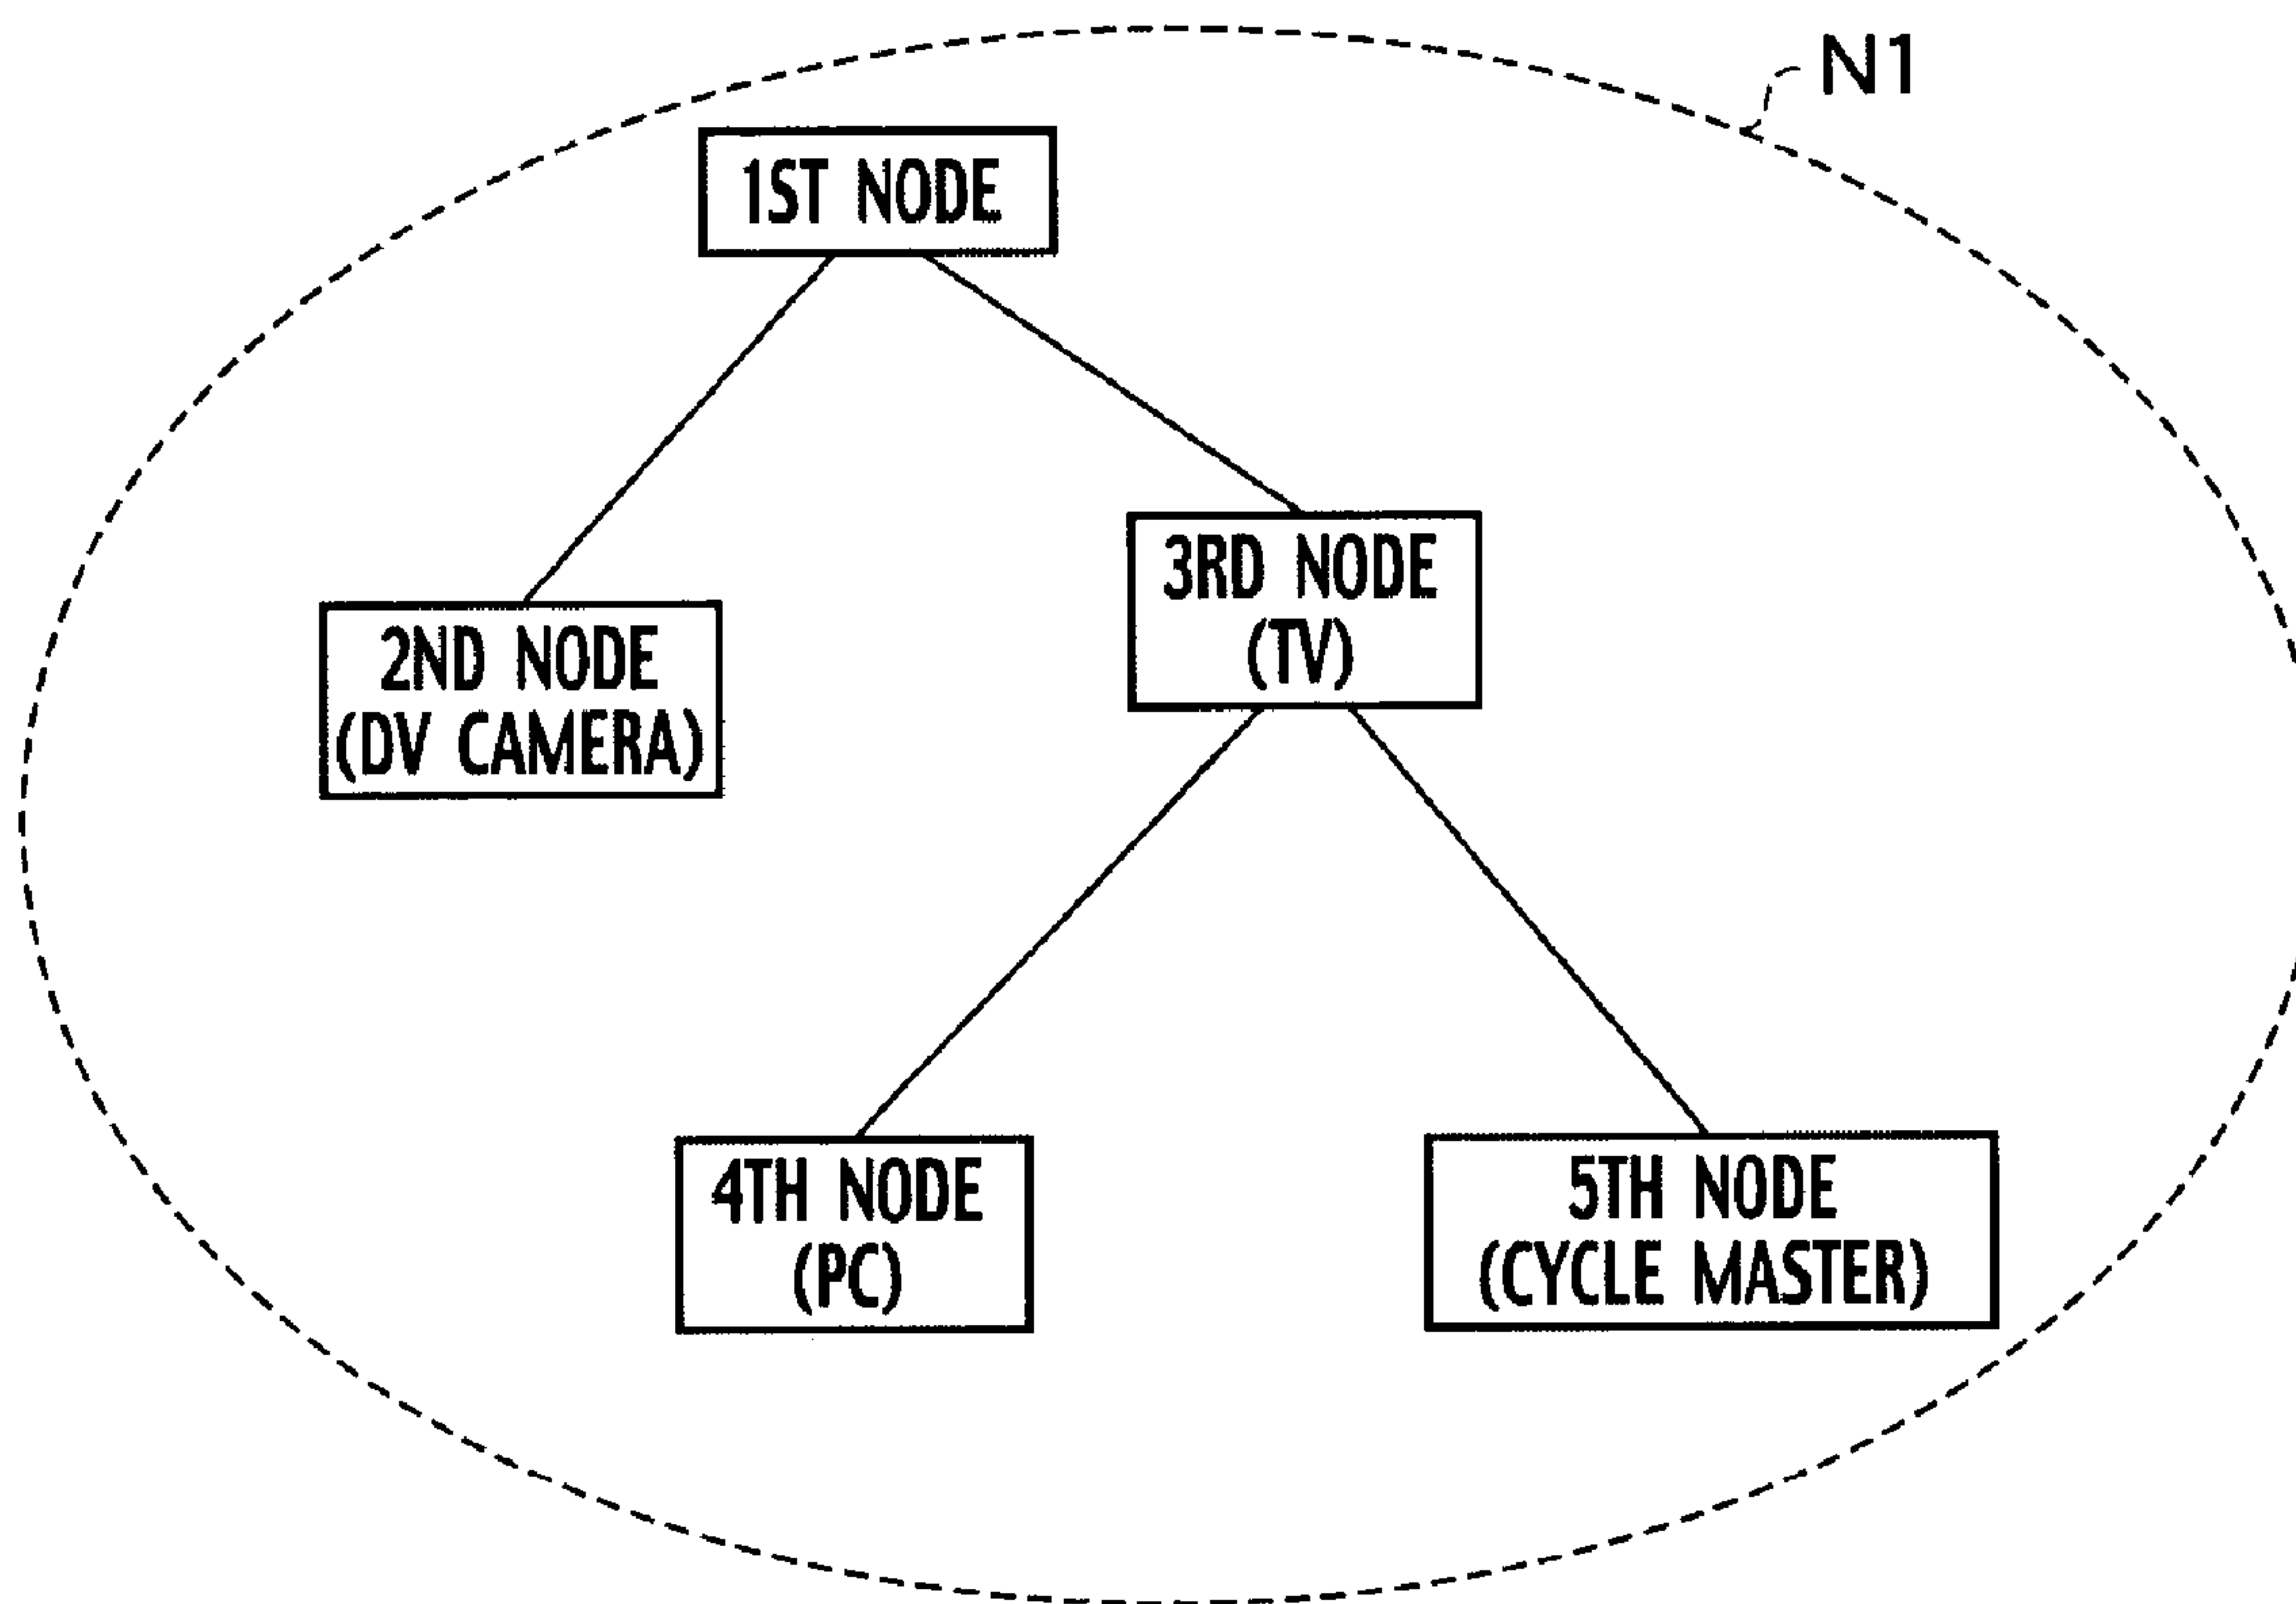 N1
1ST NODE
3RD NODE
(TV)
2ND NODE
(DV CAMERA)
4TH NODE
(PC)
5TH NODE
(CYCLE MASTER)